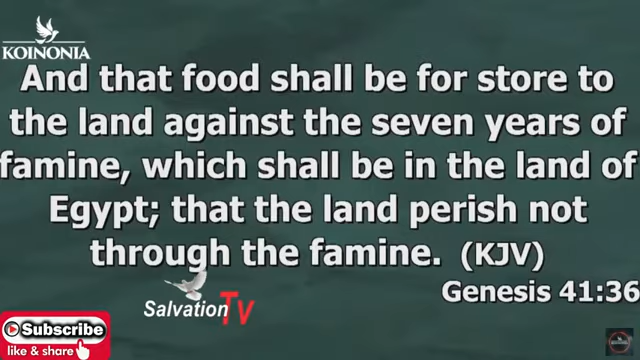 KOINONIA
And that food shall be for store to
the land against the seven years of
famine, which shall be in the land of
Egypt; that the land perish not
through the famine. (KJV)
Genesis 41:36
Salvation Tv
Subscribe
like & share